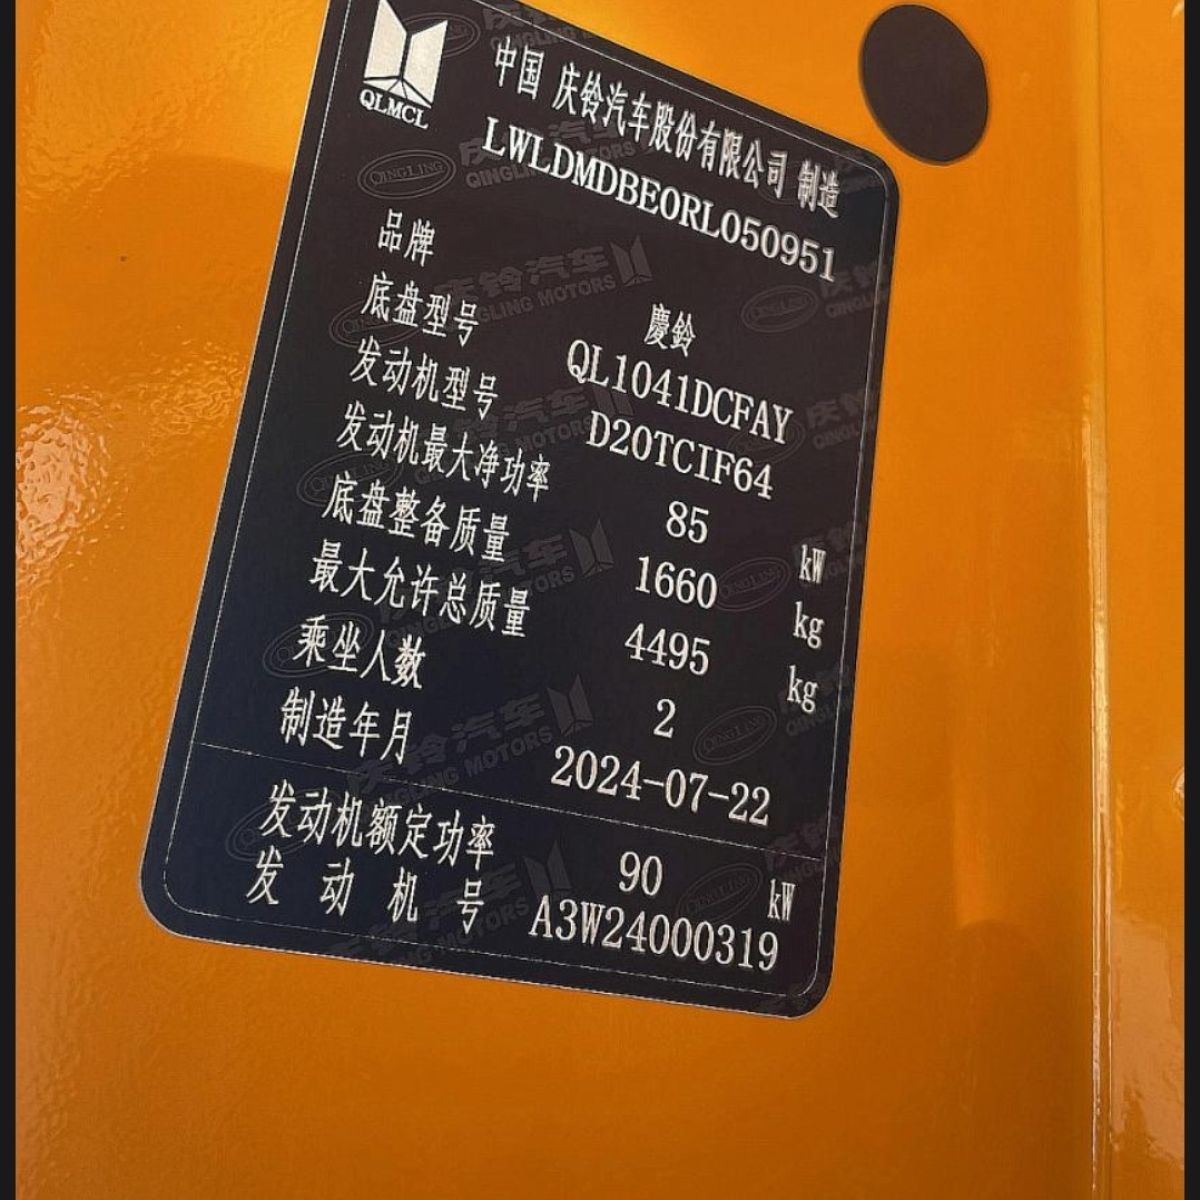 QLMCL
中国 庆铃汽车股份有限公司 制造
LWLDMDBE0RL050951
品牌 慶鈴
底盘型号 QL1041DCFAY
发动机型号 D20TCIF64
发动机最大净功率 85 kW
底盘整备质量 1660 kg
最大允许总质量 4495 kg
乘坐人数 2
制造年月 2024-07-22
发动机额定功率 90 kW
发动机号 A3W24000319